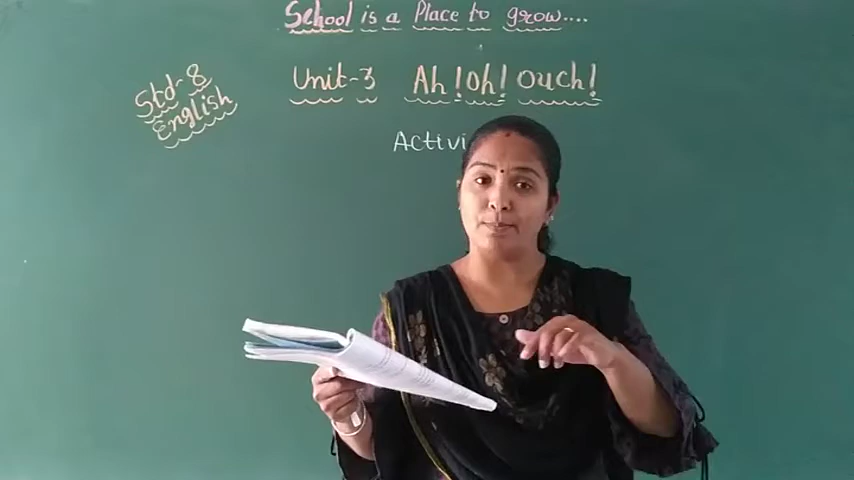 School is a Place to grow....
Std-8
English
Unit-3 Ah! oh! ouch!